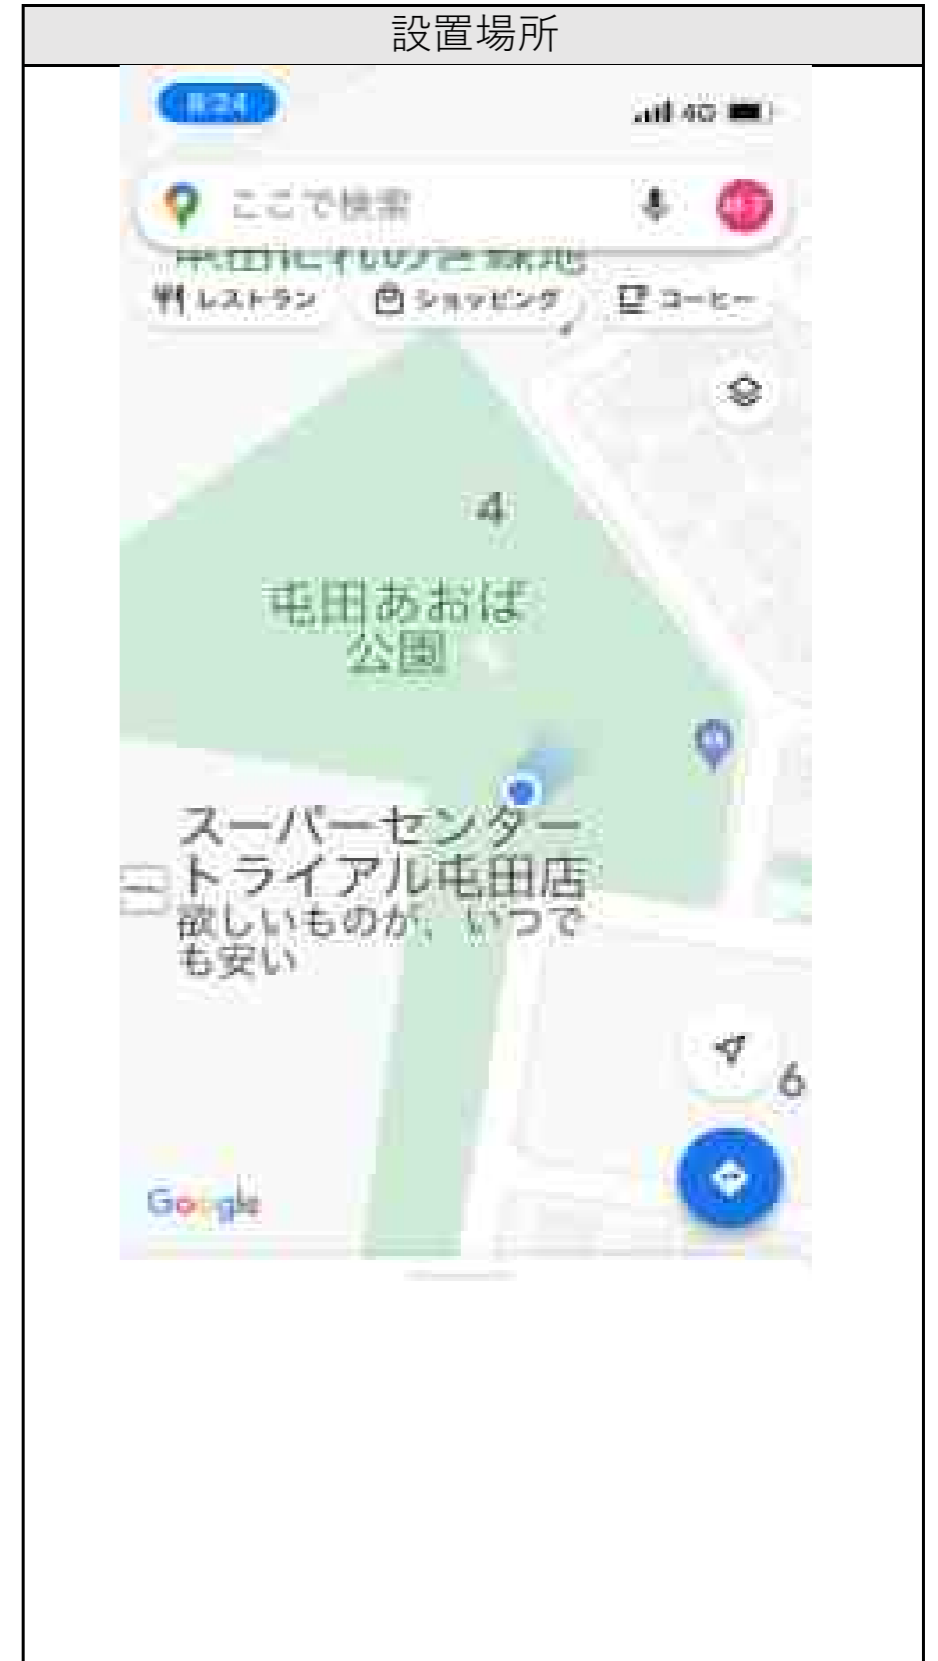 設置場所
8:34
4G
ここで検索
レストラン
ショッピング
コーヒー
4
屯田あおば
公園
スーパーセンター
トライアル屯田店
欲しいものが、いつで
も安い
6
Google